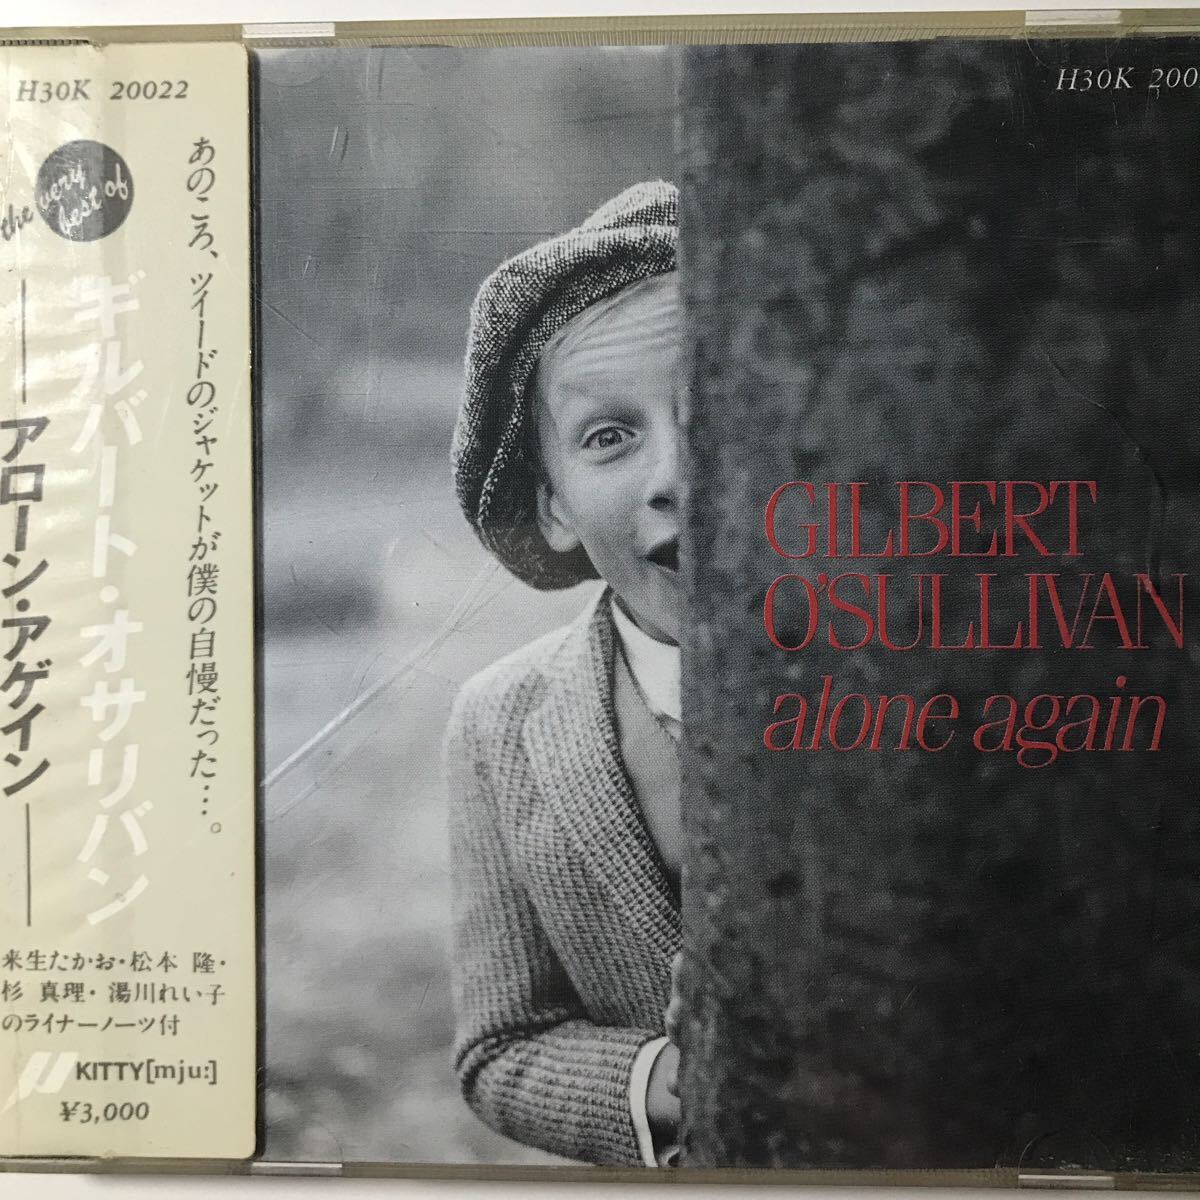 H30K 20022
the very
best of
あのころ、ツイードのジャケットが僕の自慢だった…。
ギルバート・オサリバン
アローン・アゲイン
来生たかお・松本 隆・
杉 真理・湯川れい子
のライナーノーツ付
KITTY[mju:]
¥3,000
H30K 200
GILBERT
O'SULLIVAN
alone again